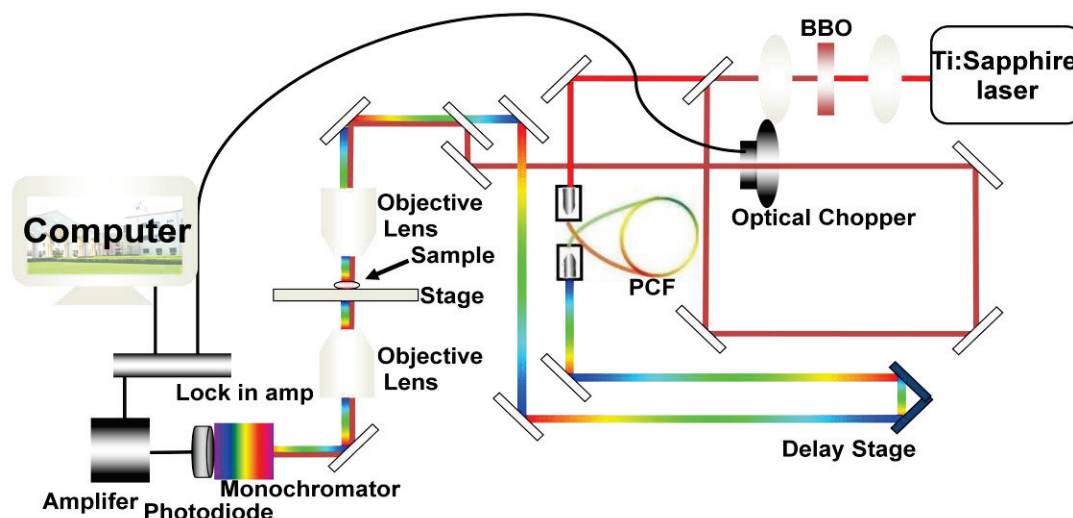 BBO
Ti:Sapphire
laser
Computer
Objective
Lens
Sample
Stage
Objective
Lens
Optical Chopper
PCF
Lock in amp
Delay Stage
Amplifer
Photodiode
Monochromator